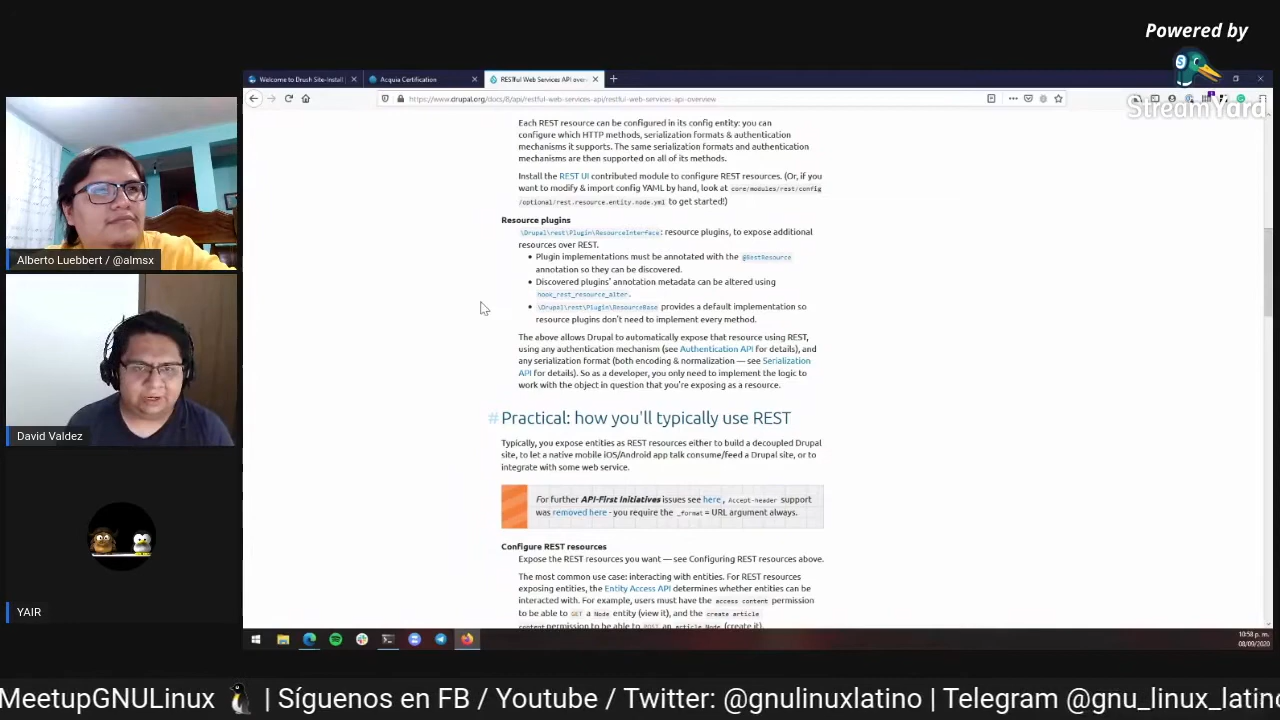 Powered by
StreamYard
Welcome to Drush Site-Install |
Acquia Certification
RESTful Web Services API over
https://www.drupal.org/docs/8/api/restful-web-services-api/restful-web-services-api-overview
Each REST resource can be configured in its config entity: you can
configure which HTTP methods, serialization formats & authentication
mechanisms it supports. The same serialization formats and authentication
mechanisms are then supported on all of its methods.
Install the REST UI contributed module to configure REST resources. (Or, if you
want to modify & import config YAML by hand, look at core/modules/rest/config
/optional/rest.resource.entity.node.yml to get started!)
Resource plugins
\Drupal\rest\Plugin\ResourceInterface: resource plugins, to expose additional
resources over REST.
• Plugin implementations must be annotated with the @RestResource
annotation so they can be discovered.
• Discovered plugins' annotation metadata can be altered using
hook_rest_resource_alter.
• \Drupal\rest\Plugin\ResourceBase provides a default implementation so
resource plugins don't need to implement every method.
The above allows Drupal to automatically expose that resource using REST,
using any authentication mechanism (see Authentication API for details), and
any serialization format (both encoding & normalization — see Serialization
API for details). So as a developer, you only need to implement the logic to
work with the object in question that you're exposing as a resource.
# Practical: how you'll typically use REST
Typically, you expose entities as REST resources either to build a decoupled Drupal
site, to let a native mobile iOS/Android app talk consume/feed a Drupal site, or to
integrate with some web service.
For further API-First Initiatives issues see here, Accept-header support
was removed here - you require the _format= URL argument always.
Configure REST resources
Expose the REST resources you want — see Configuring REST resources above.
The most common use case: interacting with entities. For REST resources
exposing entities, the Entity Access API determines whether entities can be
interacted with. For example, users must have the access content permission
to be able to GET a Node entity (view it), and the create article
content permission to be able to POST an article Node (create it).
Alberto Luebbert / @almsx
David Valdez
YAIR
10:58 p. m.
08/09/2020
MeetupGNULinux | Síguenos en FB / Youtube / Twitter: @gnulinuxlatino | Telegram @gnu_linux_latino